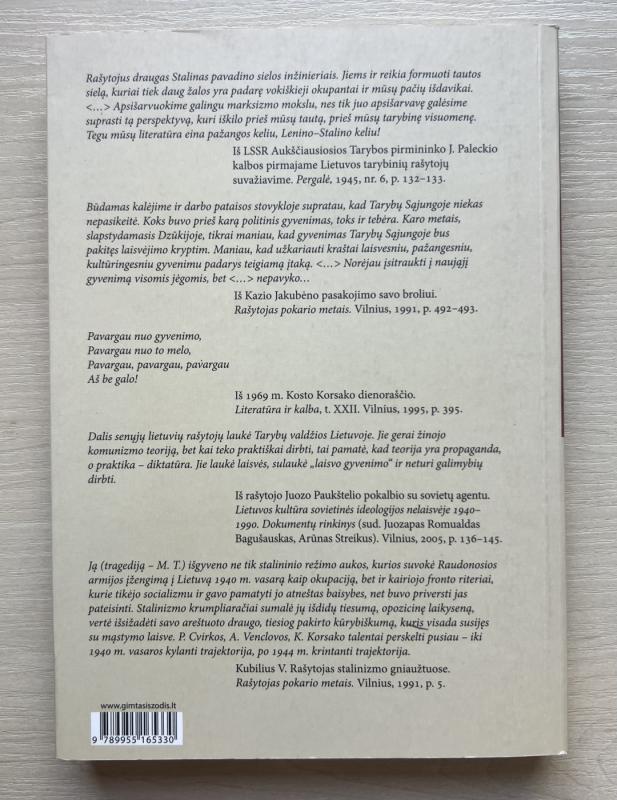 Rašytojus draugas Stalinas pavadino sielos inžinieriais. Jiems ir reikia formuoti tautos
sielą, kuriai tiek daug žalos yra padarę vokiškieji okupantai ir mūsų pačių išdavikai.
<…> Apsišarvuokime galingu marksizmo mokslu, nes tik juo apsišarvavę galėsime
suprasti tą perspektyvą, kuri iškilo prieš mūsų tautą, prieš mūsų tarybinę visuomenę.
Tegu mūsų literatūra eina pažangos keliu, Lenino–Stalino keliu!
Iš LSSR Aukščiausiosios Tarybos pirmininko J. Paleckio
kalbos pirmajame Lietuvos tarybinių rašytojų
suvažiavime. Pergalė, 1945, nr. 6, p. 132–133.
Būdamas kalėjime ir darbo pataisos stovykloje supratau, kad Tarybų Sąjungoje niekas
nepasikeitė. Koks buvo prieš karą politinis gyvenimas, toks ir tebėra. Karo metais,
slapstydamasis Dzūkijoje, tikrai maniau, kad gyvenimas Tarybų Sąjungoje bus
pakitęs laisvėjimo kryptim. Maniau, kad užkariauti kraštai laisvesniu, pažangesniu,
kultūringesniu gyvenimu padarys teigiamą įtaką. <…> Norėjau įsitraukti į naująjį
gyvenimą visomis jėgomis, bet <…> nepavyko…
Iš Kazio Jakubėno pasakojimo savo broliui.
Rašytojas pokario metais. Vilnius, 1991, p. 492–493.
Pavargau nuo gyvenimo,
Pavargau nuo to melo,
Pavargau, pavargau, pavargau
Aš be galo!
Iš 1969 m. Kosto Korsako dienoraščio.
Literatūra ir kalba, t. XXII. Vilnius, 1995, p. 395.
Dalis senųjų lietuvių rašytojų laukė Tarybų valdžios Lietuvoje. Jie gerai žinojo
komunizmo teoriją, bet kai teko praktiškai dirbti, tai pamatė, kad teorija yra propaganda,
o praktika – diktatūra. Jie laukė laisvės, sulaukė „laisvo gyvenimo“ ir neturi galimybių
dirbti.
Iš rašytojo Juozo Paukštelio pokalbio su sovietų agentu.
Lietuvos kultūra sovietinės ideologijos nelaisvėje 1940–
1990. Dokumentų rinkinys (sud. Juozapas Romualdas
Bagušauskas, Arūnas Streikus). Vilnius, 2005, p. 136–145.
Ją (tragediją – M. T.) išgyveno ne tik stalininio režimo aukos, kurios suvokė Raudonosios
armijos įžengimą į Lietuvą 1940 m. vasarą kaip okupaciją, bet ir kairiojo fronto riteriai,
kurie tikėjo socializmu ir gavo pamatyti jo atneštas baisybes, net buvo priversti jas
pateisinti. Stalinizmo krumpliaračiai sumalė jų išdidų tiesumą, opozicinę laikyseną,
vertė išsižadėti savo areštuoto draugo, tiesiog pakirto kūrybiškumą, kuris visada susijęs
su mąstymo laisve. P. Cvirkos, A. Venclovos, K. Korsako talentai perskelti pusiau – iki
1940 m. vasaros kylanti trajektorija, po 1944 m. krintanti trajektorija.
Kubilius V. Rašytojas stalinizmo gniaužtuose.
Rašytojas pokario metais. Vilnius, 1991, p. 5.
www.gimtasiszodis.lt
9 789955 165330